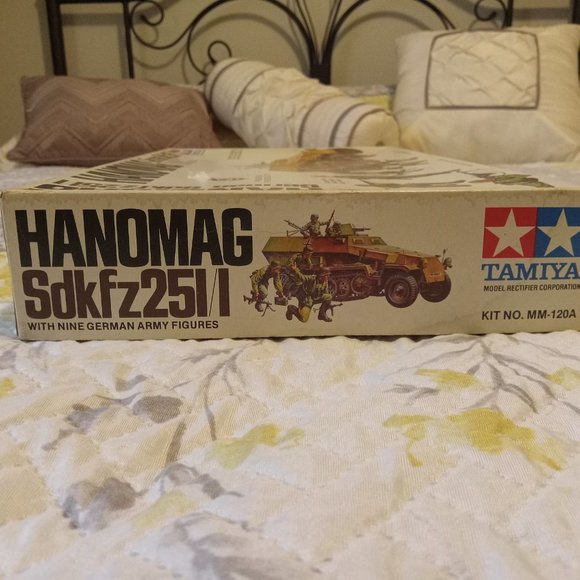 HANOMAG
Sdkfz251/1
WITH NINE GERMAN ARMY FIGURES
TAMIYA
MODEL RECTIFIER CORPORATION
KIT NO. MM-120A